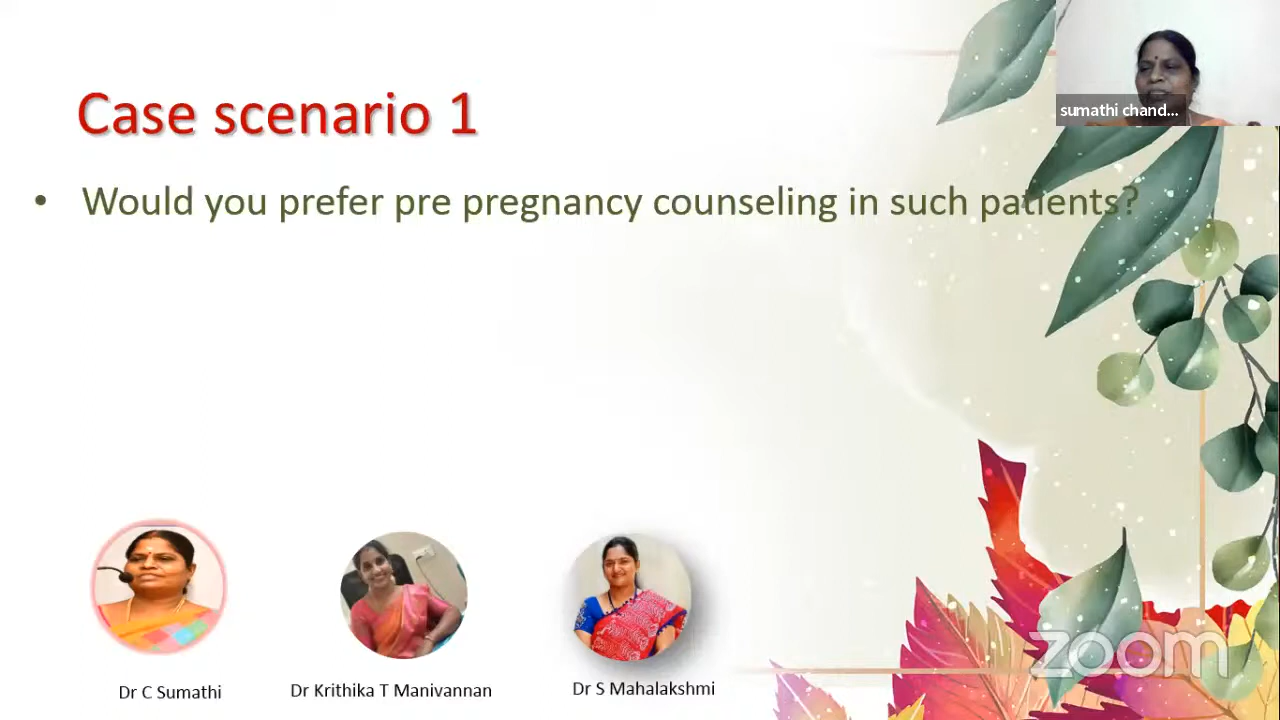 sumathi chand...
Case scenario 1
• Would you prefer pre pregnancy counseling in such patients?
Dr C Sumathi
Dr Krithika T Manivannan
Dr S Mahalakshmi
zoom